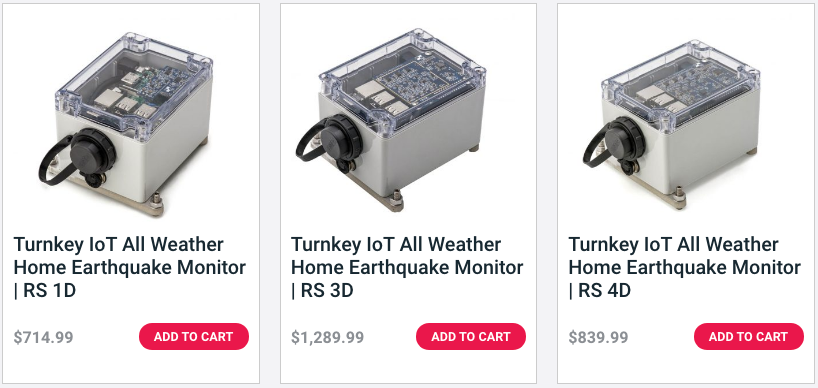 Turnkey IoT All Weather
Home Earthquake Monitor
| RS 1D
$714.99
ADD TO CART
Turnkey IoT All Weather
Home Earthquake Monitor
| RS 3D
$1,289.99
ADD TO CART
Turnkey IoT All Weather
Home Earthquake Monitor
| RS 4D
$839.99
ADD TO CART